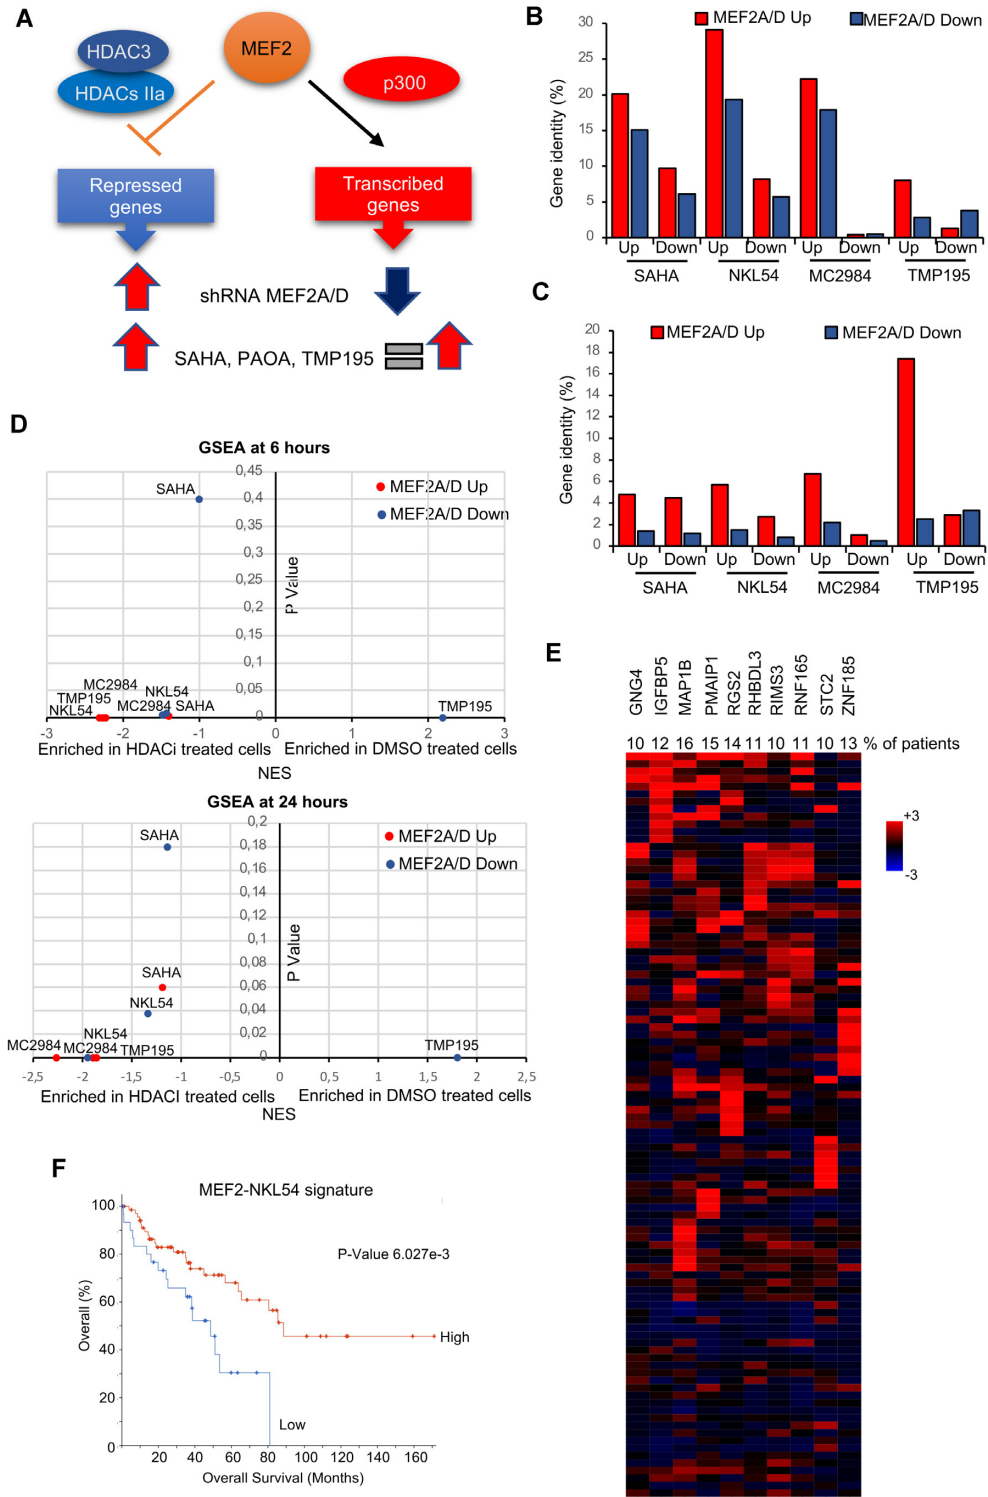 A
HDAC3
HDACs IIa
MEF2
p300
Repressed
genes
Transcribed
genes
shRNA MEF2A/D
SAHA, PAOA, TMP195
B
MEF2A/D Up
MEF2A/D Down
Gene identity (%)
30
25
20
15
10
5
0
Up Down Up Down Up Down Up Down
SAHA NKL54 MC2984 TMP195
C
MEF2A/D Up
MEF2A/D Down
Gene identity (%)
20
18
16
14
12
10
8
6
4
2
0
Up Down Up Down Up Down Up Down
SAHA NKL54 MC2984 TMP195
D
GSEA at 6 hours
MEF2A/D Up
MEF2A/D Down
P Value
0,45
0,4
0,35
0,3
0,25
0,2
0,15
0,1
0,05
0
SAHA
MC2984
TMP195
NKL54
NKL54
MC2984 SAHA
TMP195
-3 -2 -1 0 1 2 3
Enriched in HDACi treated cells Enriched in DMSO treated cells
NES
GSEA at 24 hours
MEF2A/D Up
MEF2A/D Down
P Value
0,2
0,18
0,16
0,14
0,12
0,1
0,08
0,06
0,04
0,02
0
SAHA
SAHA
NKL54
NKL54
MC2984 MC2984 TMP195
TMP195
-2,5 -2 -1,5 -1 -0,5 0 0,5 1 1,5 2 2,5
Enriched in HDACI treated cells Enriched in DMSO treated cells
NES
E
GNG4
IGFBP5
MAP1B
PMAIP1
RGS2
RHBDL3
RIMS3
RNF165
STC2
ZNF185
10 12 16 15 14 11 10 11 10 13 % of patients
+3
-3
F
MEF2-NKL54 signature
P-Value 6.027e-3
Overall (%)
100
80
60
40
20
0
High
Low
20 40 60 80 100 120 140 160
Overall Survival (Months)